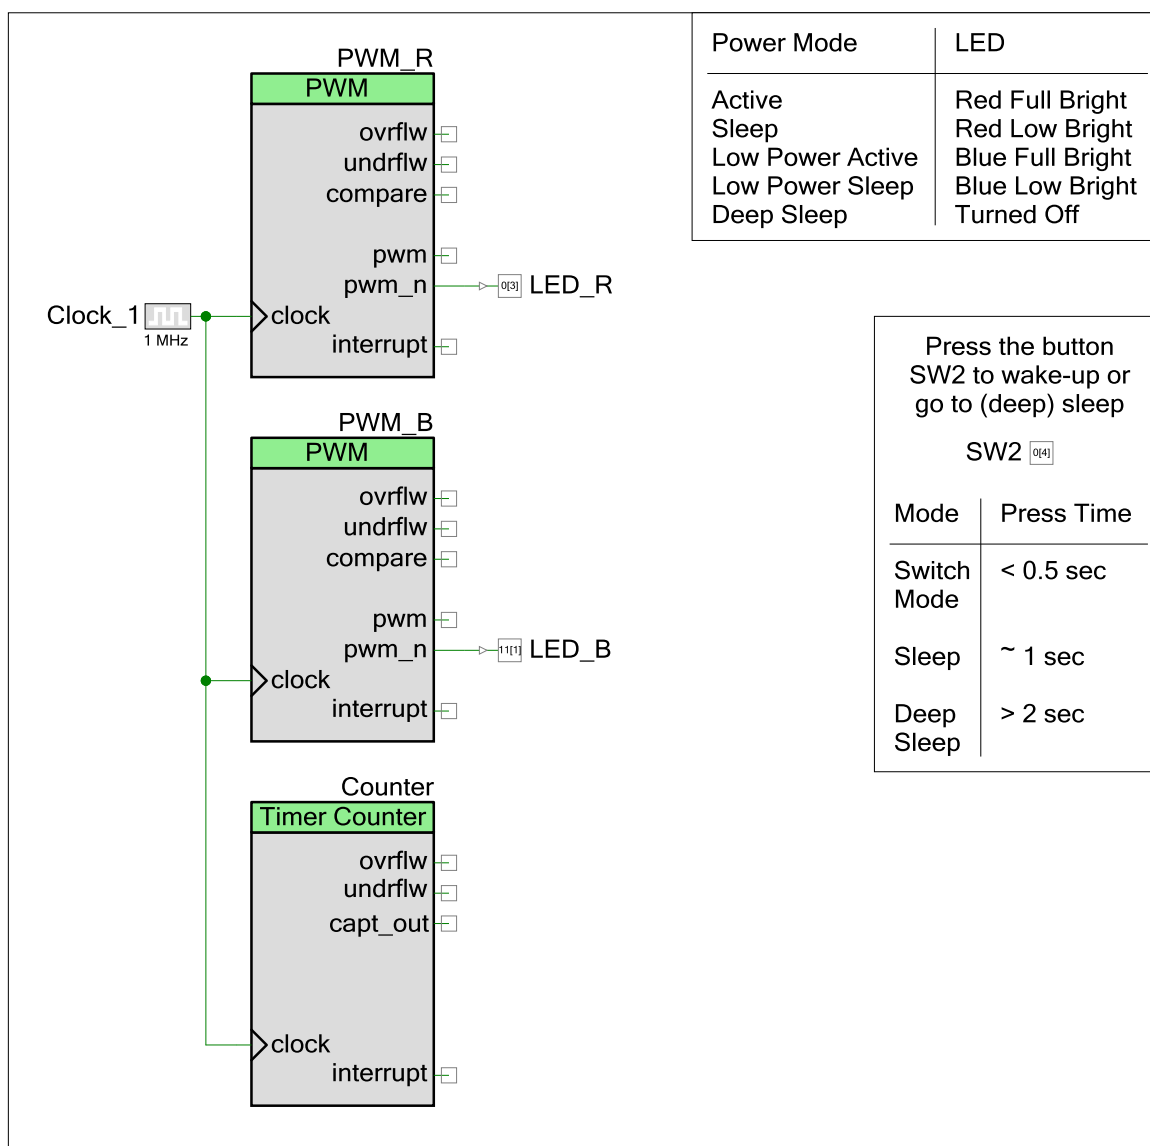 PWM_R
PWM
ovrflw
undrflw
compare
pwm
pwm_n
0[3] LED_R
Clock_1
1 MHz
clock
interrupt
PWM_B
PWM
ovrflw
undrflw
compare
pwm
pwm_n
11[1] LED_B
clock
interrupt
Counter
Timer Counter
ovrflw
undrflw
capt_out
clock
interrupt
Power Mode LED
Active Red Full Bright
Sleep Red Low Bright
Low Power Active Blue Full Bright
Low Power Sleep Blue Low Bright
Deep Sleep Turned Off
Press the button
SW2 to wake-up or
go to (deep) sleep
SW2 0[4]
Mode Press Time
Switch < 0.5 sec
Mode
Sleep ~ 1 sec
Deep > 2 sec
Sleep